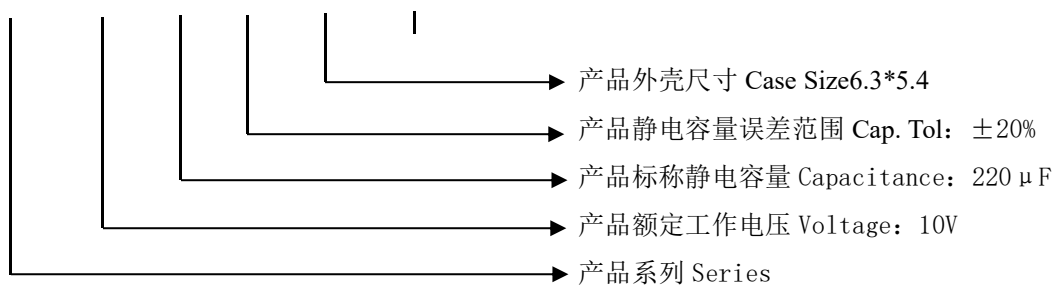 产品外壳尺寸 Case Size6.3*5.4
产品静电容量误差范围 Cap. Tol：±20%
产品标称静电容量 Capacitance：220μF
产品额定工作电压 Voltage：10V
产品系列 Series